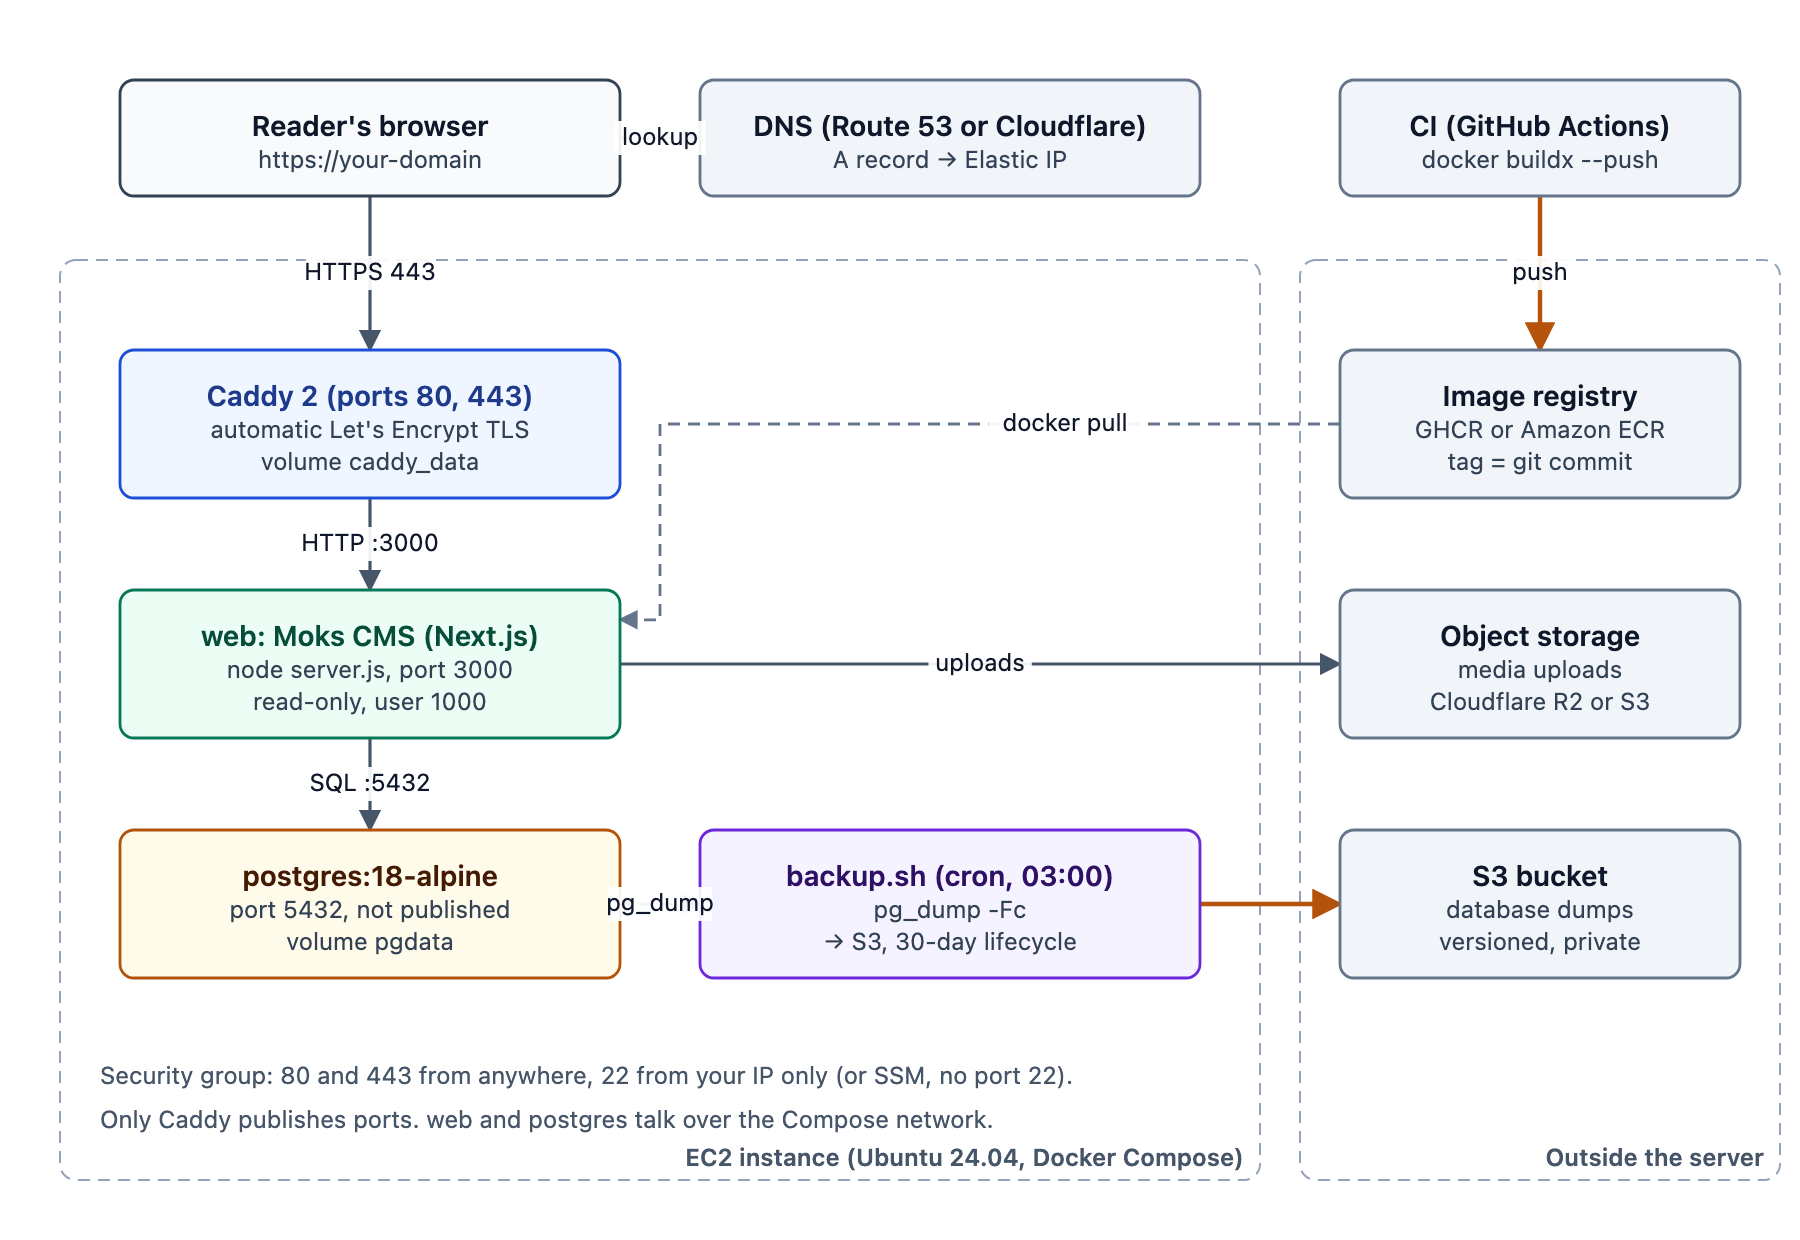 Reader's browser
https://your-domain
lookup
DNS (Route 53 or Cloudflare)
A record → Elastic IP
CI (GitHub Actions)
docker buildx --push
HTTPS 443
push
Caddy 2 (ports 80, 443)
automatic Let's Encrypt TLS
volume caddy_data
docker pull
Image registry
GHCR or Amazon ECR
tag = git commit
HTTP :3000
web: Moks CMS (Next.js)
node server.js, port 3000
read-only, user 1000
uploads
Object storage
media uploads
Cloudflare R2 or S3
SQL :5432
postgres:18-alpine
port 5432, not published
volume pgdata
pg_dump
backup.sh (cron, 03:00)
pg_dump -Fc
→ S3, 30-day lifecycle
S3 bucket
database dumps
versioned, private
Security group: 80 and 443 from anywhere, 22 from your IP only (or SSM, no port 22).
Only Caddy publishes ports. web and postgres talk over the Compose network.
EC2 instance (Ubuntu 24.04, Docker Compose)
Outside the server